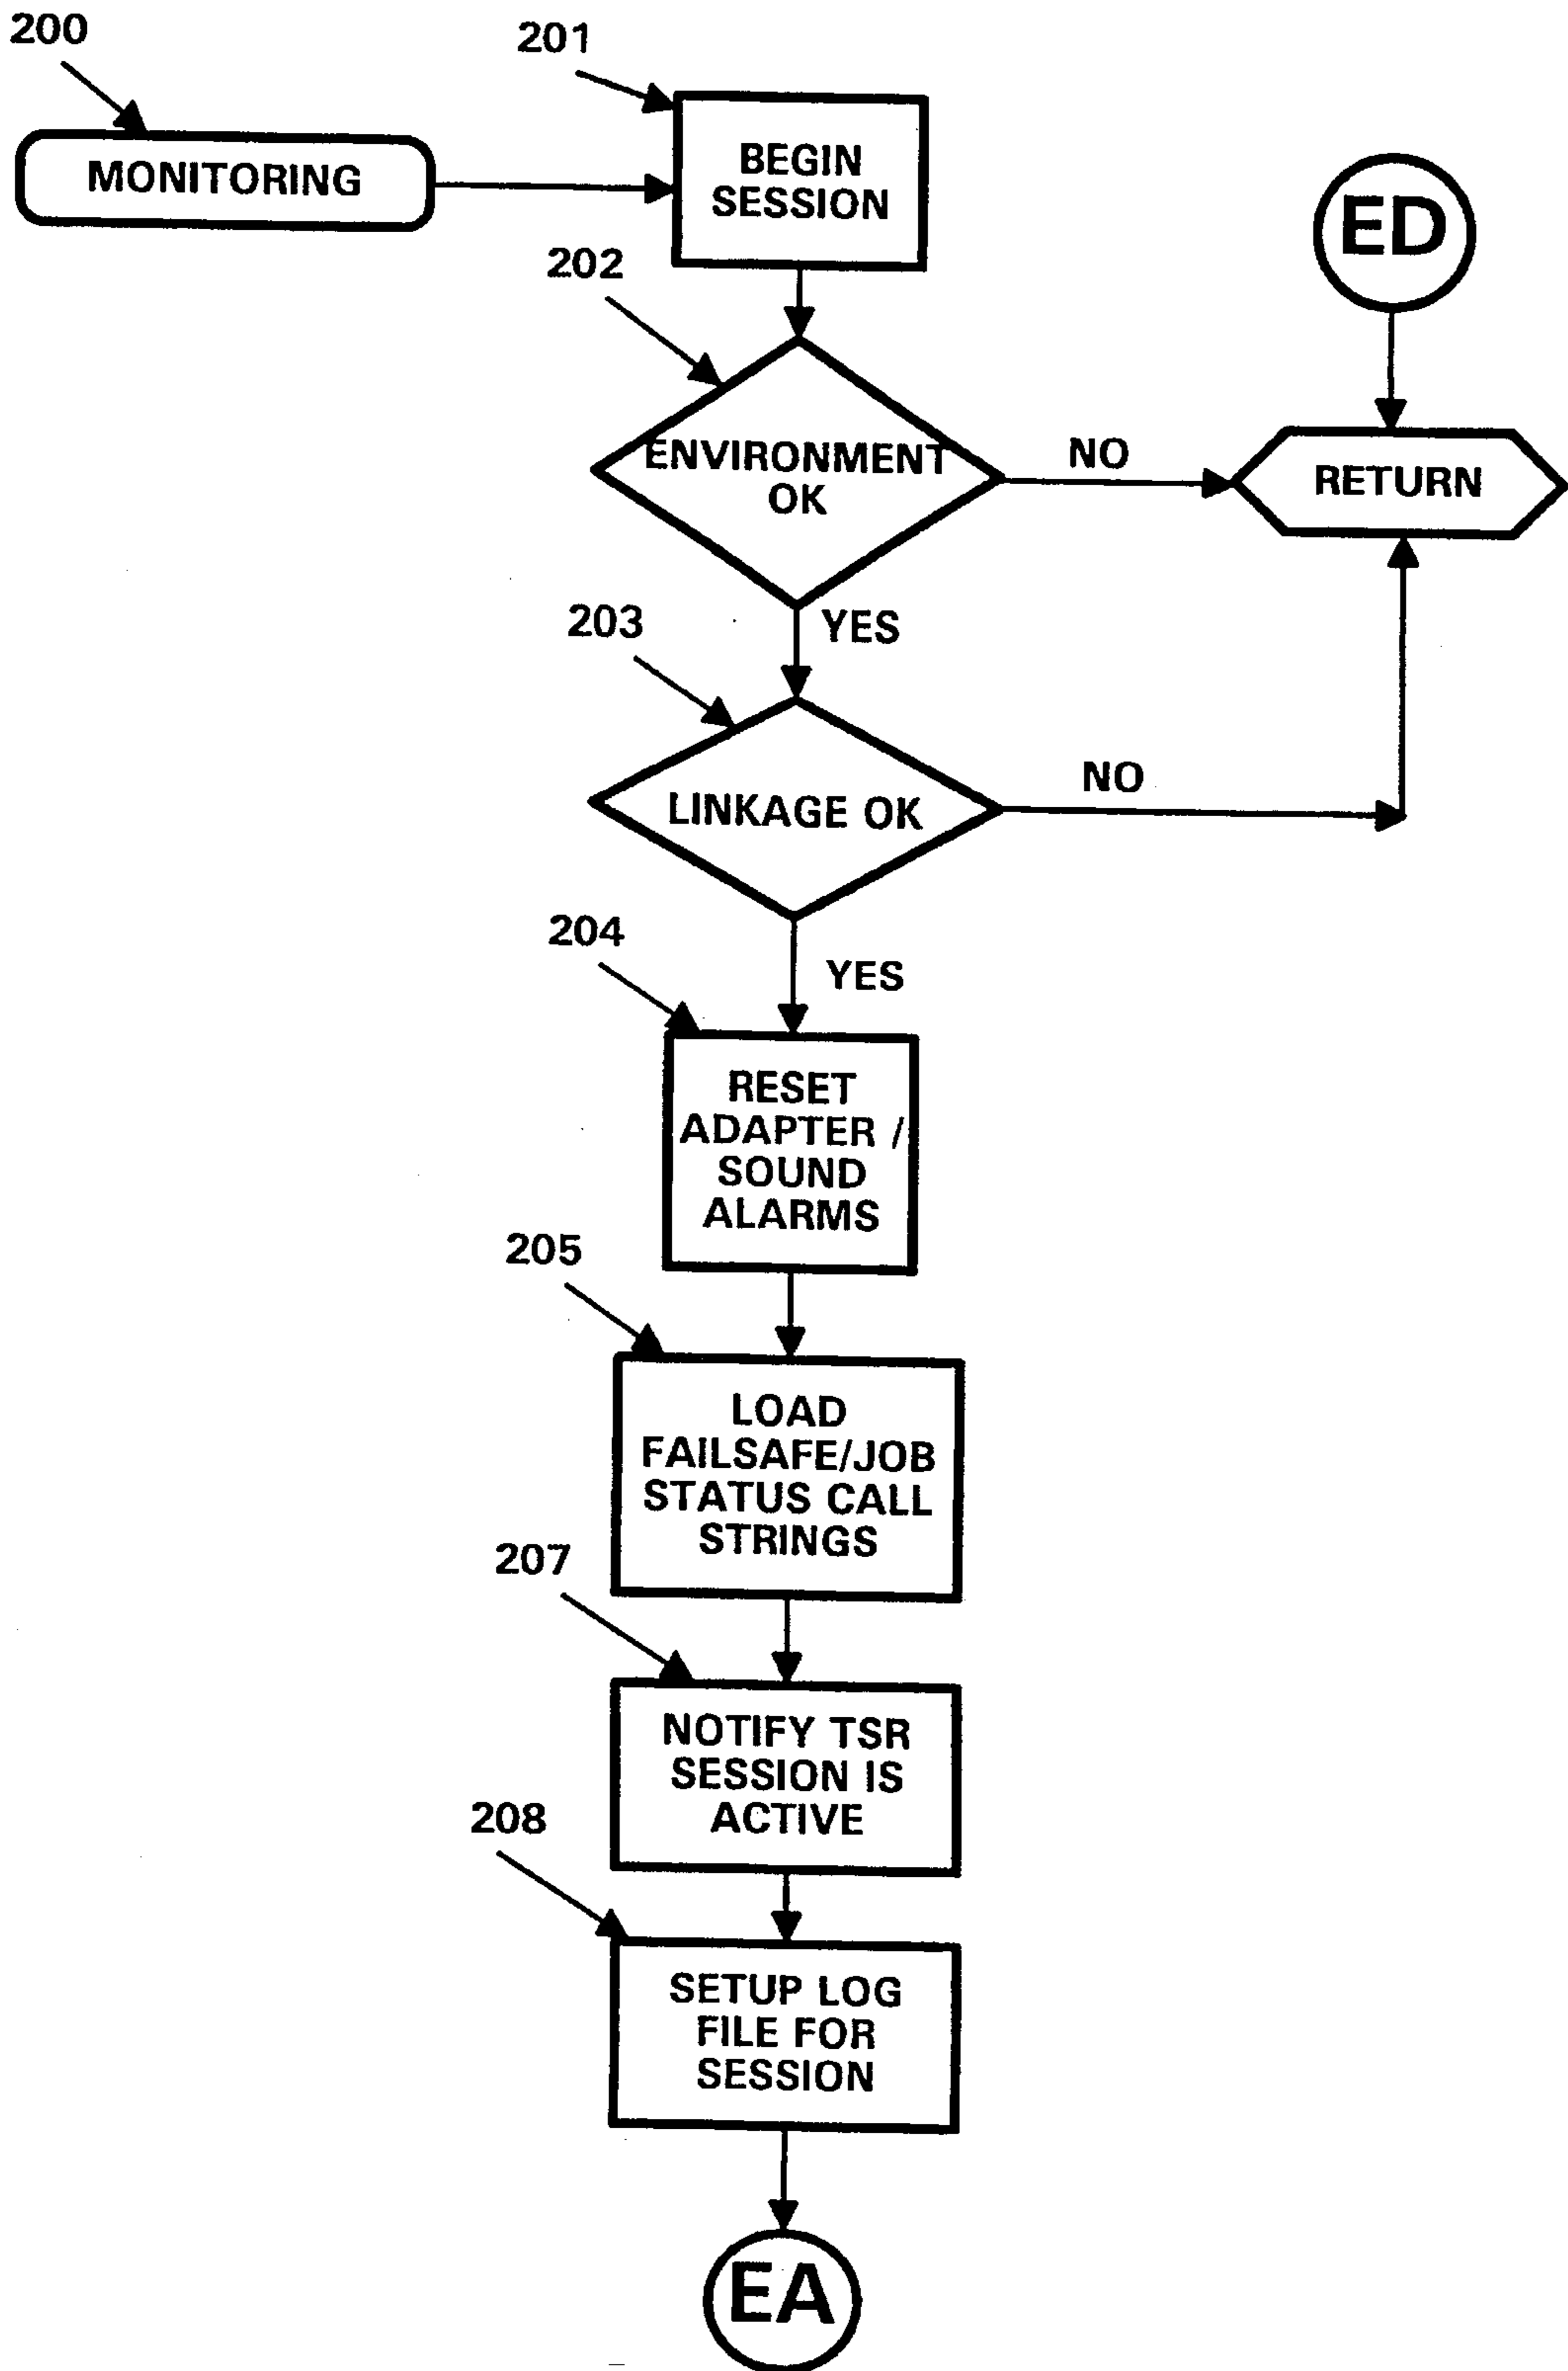 200
201
MONITORING
BEGIN
SESSION
ED
202
ENVIRONMENT
OK
NO
RETURN
YES
203
LINKAGE OK
NO
204
YES
RESET
ADAPTER /
SOUND
ALARMS
205
LOAD
FAILSAFE/JOB
STATUS CALL
STRINGS
207
NOTIFY TSR
SESSION IS
ACTIVE
208
SETUP LOG
FILE FOR
SESSION
EA